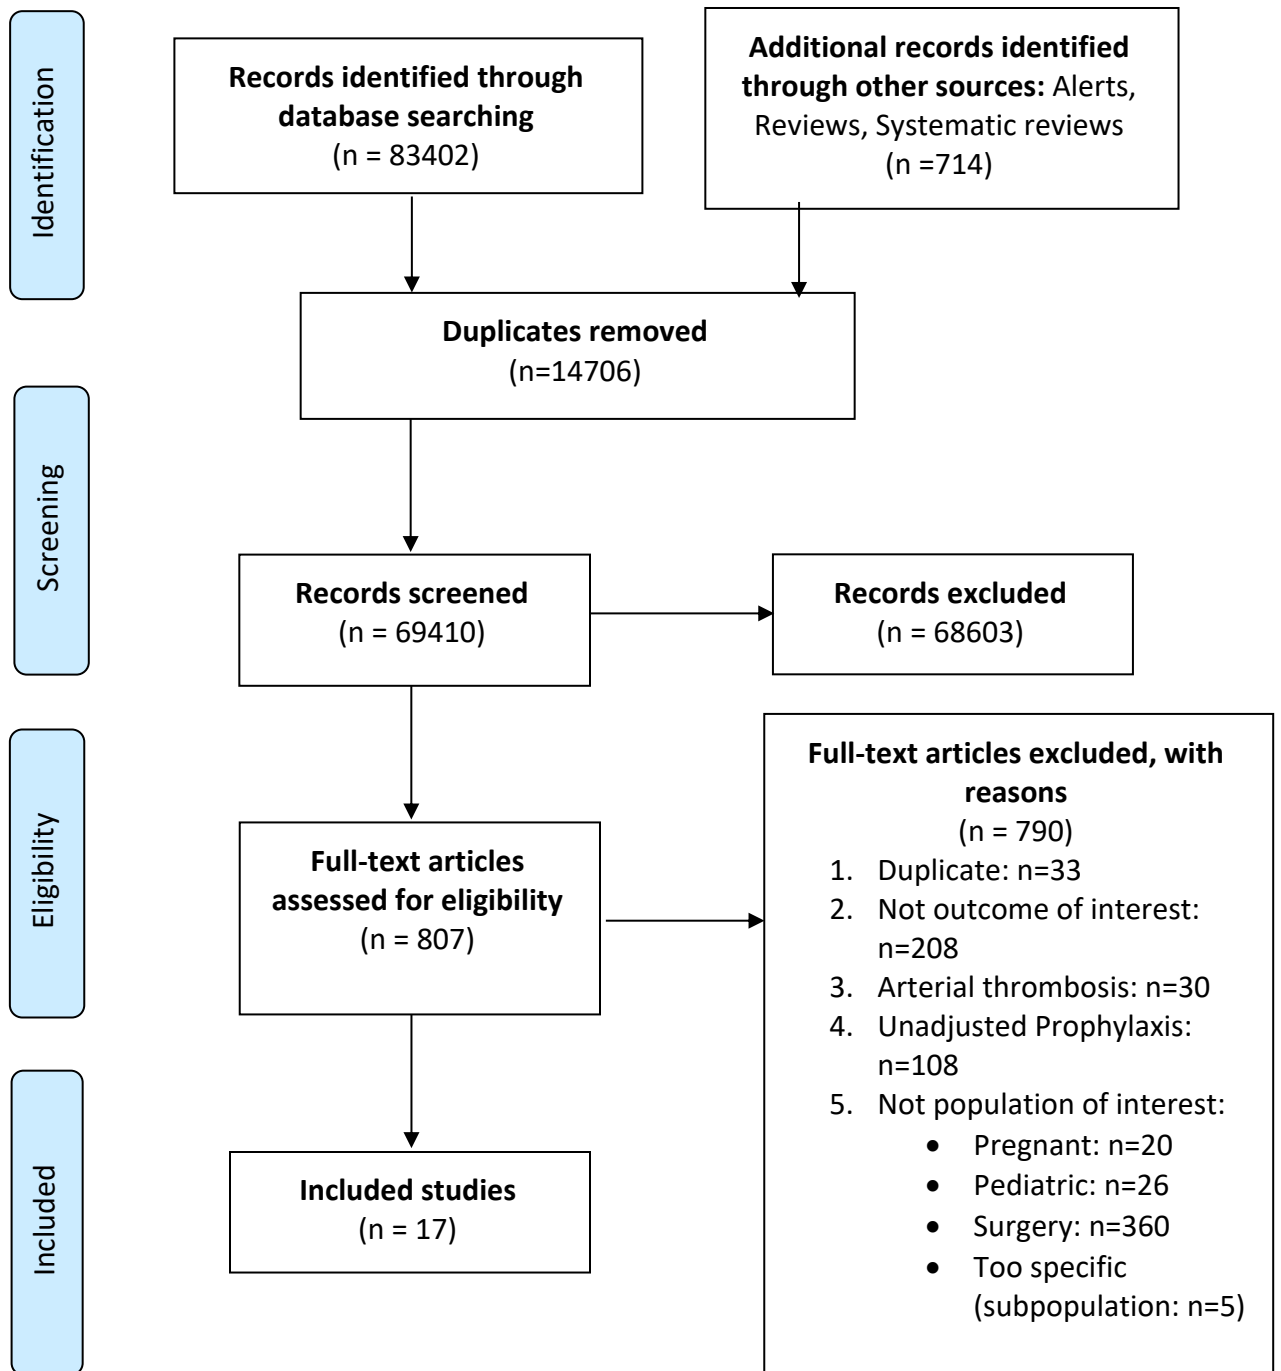 Identification
Records identified through
database searching
(n = 83402)
Additional records identified
through other sources: Alerts,
Reviews, Systematic reviews
(n =714)
Duplicates removed
(n=14706)
Screening
Records screened
(n = 69410)
Records excluded
(n = 68603)
Eligibility
Full-text articles
assessed for eligibility
(n = 807)
Full-text articles excluded, with
reasons
(n = 790)
1. Duplicate: n=33
2. Not outcome of interest:
n=208
3. Arterial thrombosis: n=30
4. Unadjusted Prophylaxis:
n=108
5. Not population of interest:
• Pregnant: n=20
• Pediatric: n=26
• Surgery: n=360
• Too specific
(subpopulation: n=5)
Included
Included studies
(n = 17)